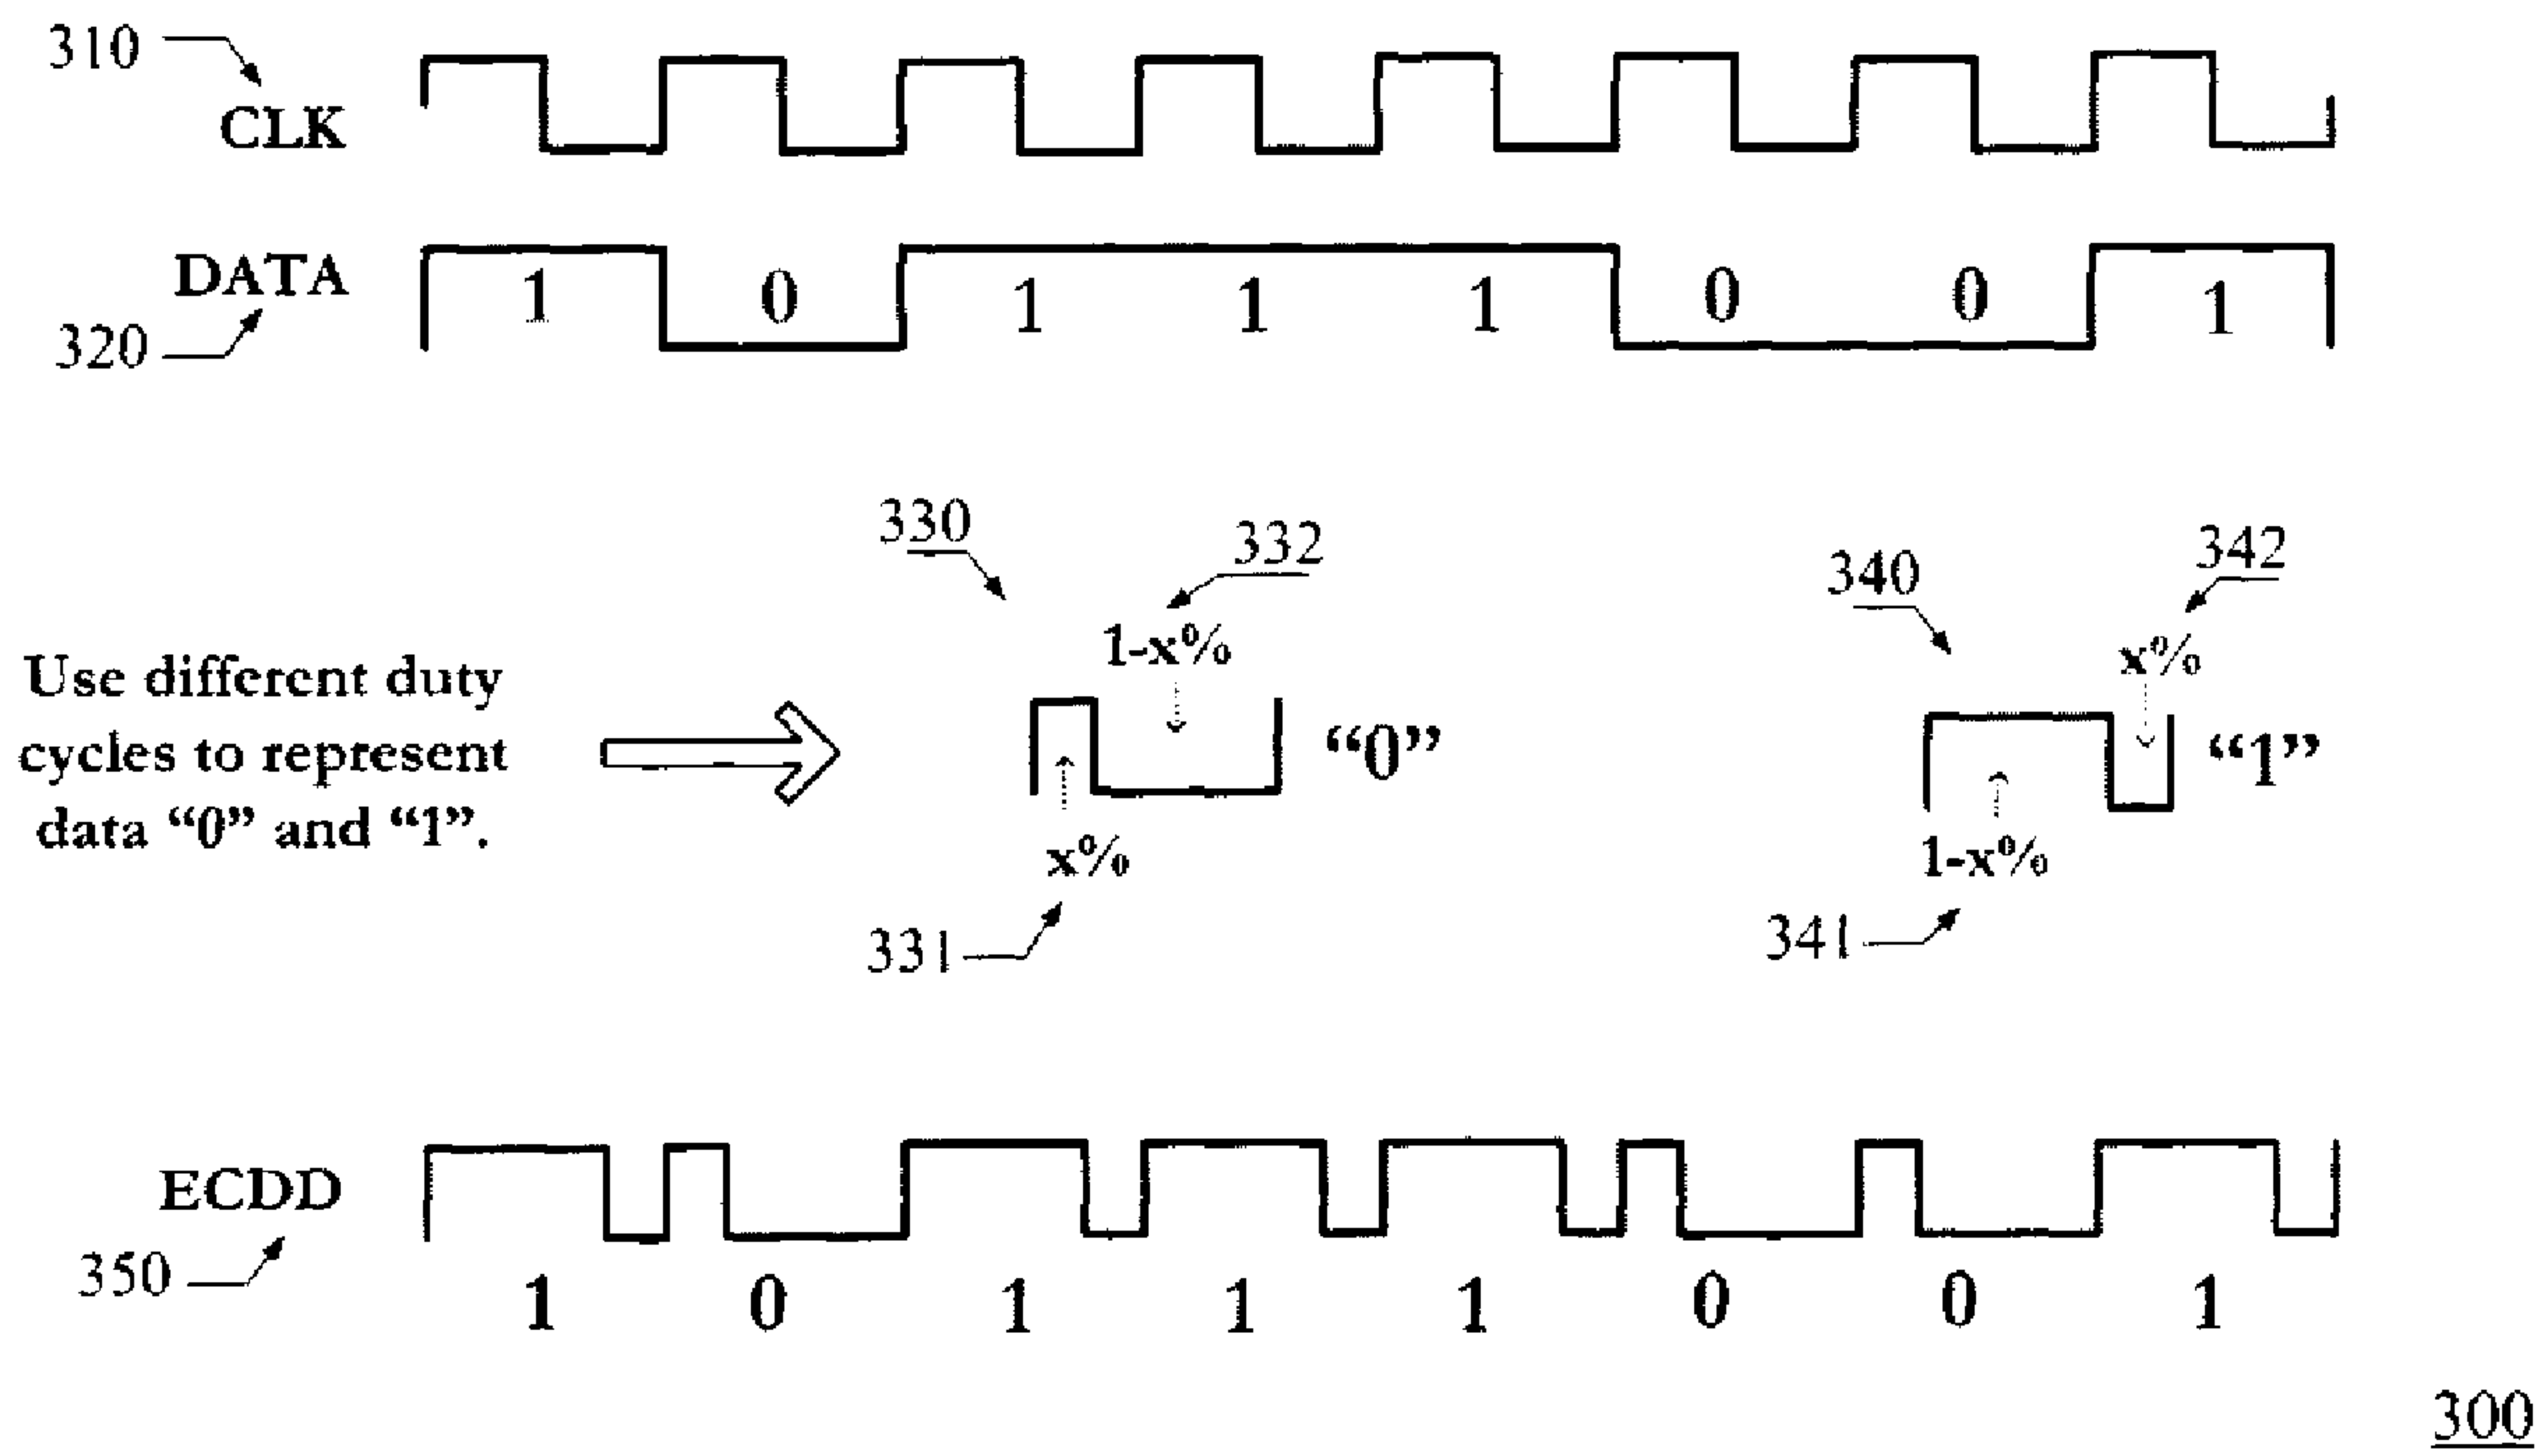 310
CLK
DATA
1 0 1 1 1 0 0 1
320
330
332
340
342
1-x%
x%
Use different duty
cycles to represent
data “0” and “1”.
“0”
“1”
x%
1-x%
331
341
ECDD
350
1 0 1 1 1 0 0 1
300